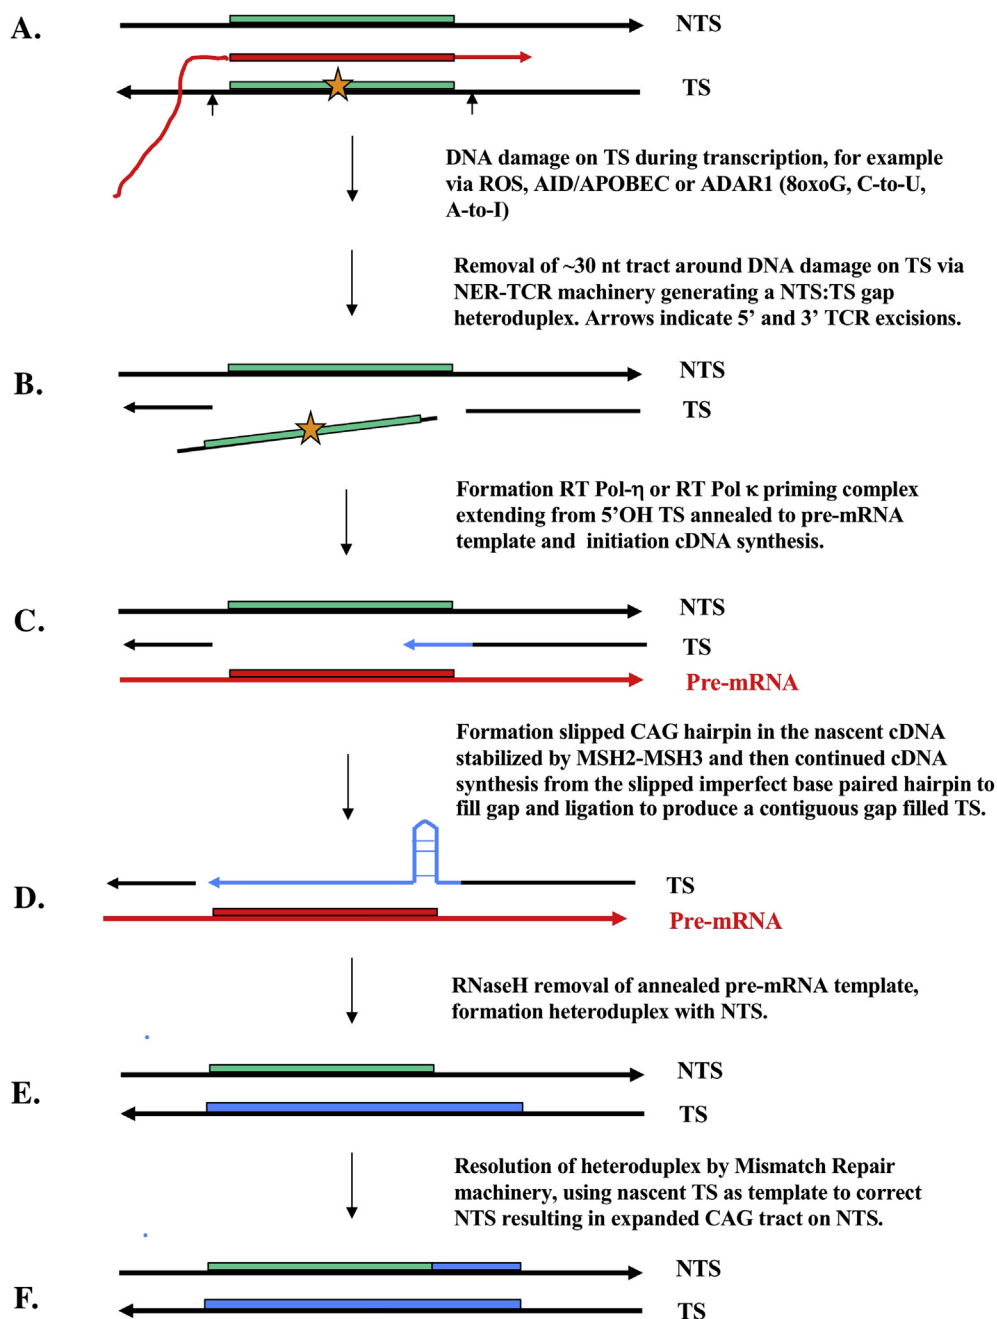 A.
NTS
TS
DNA damage on TS during transcription, for example
via ROS, AID/APOBEC or ADAR1 (8oxoG, C-to-U,
A-to-I)
Removal of ~30 nt tract around DNA damage on TS via
NER-TCR machinery generating a NTS:TS gap
heteroduplex. Arrows indicate 5’ and 3’ TCR excisions.
B.
NTS
TS
Formation RT Pol-η or RT Pol κ priming complex
extending from 5’OH TS annealed to pre-mRNA
template and initiation cDNA synthesis.
C.
NTS
TS
Pre-mRNA
Formation slipped CAG hairpin in the nascent cDNA
stabilized by MSH2-MSH3 and then continued cDNA
synthesis from the slipped imperfect base paired hairpin to
fill gap and ligation to produce a contiguous gap filled TS.
D.
TS
Pre-mRNA
RNaseH removal of annealed pre-mRNA template,
formation heteroduplex with NTS.
E.
NTS
TS
Resolution of heteroduplex by Mismatch Repair
machinery, using nascent TS as template to correct
NTS resulting in expanded CAG tract on NTS.
F.
NTS
TS